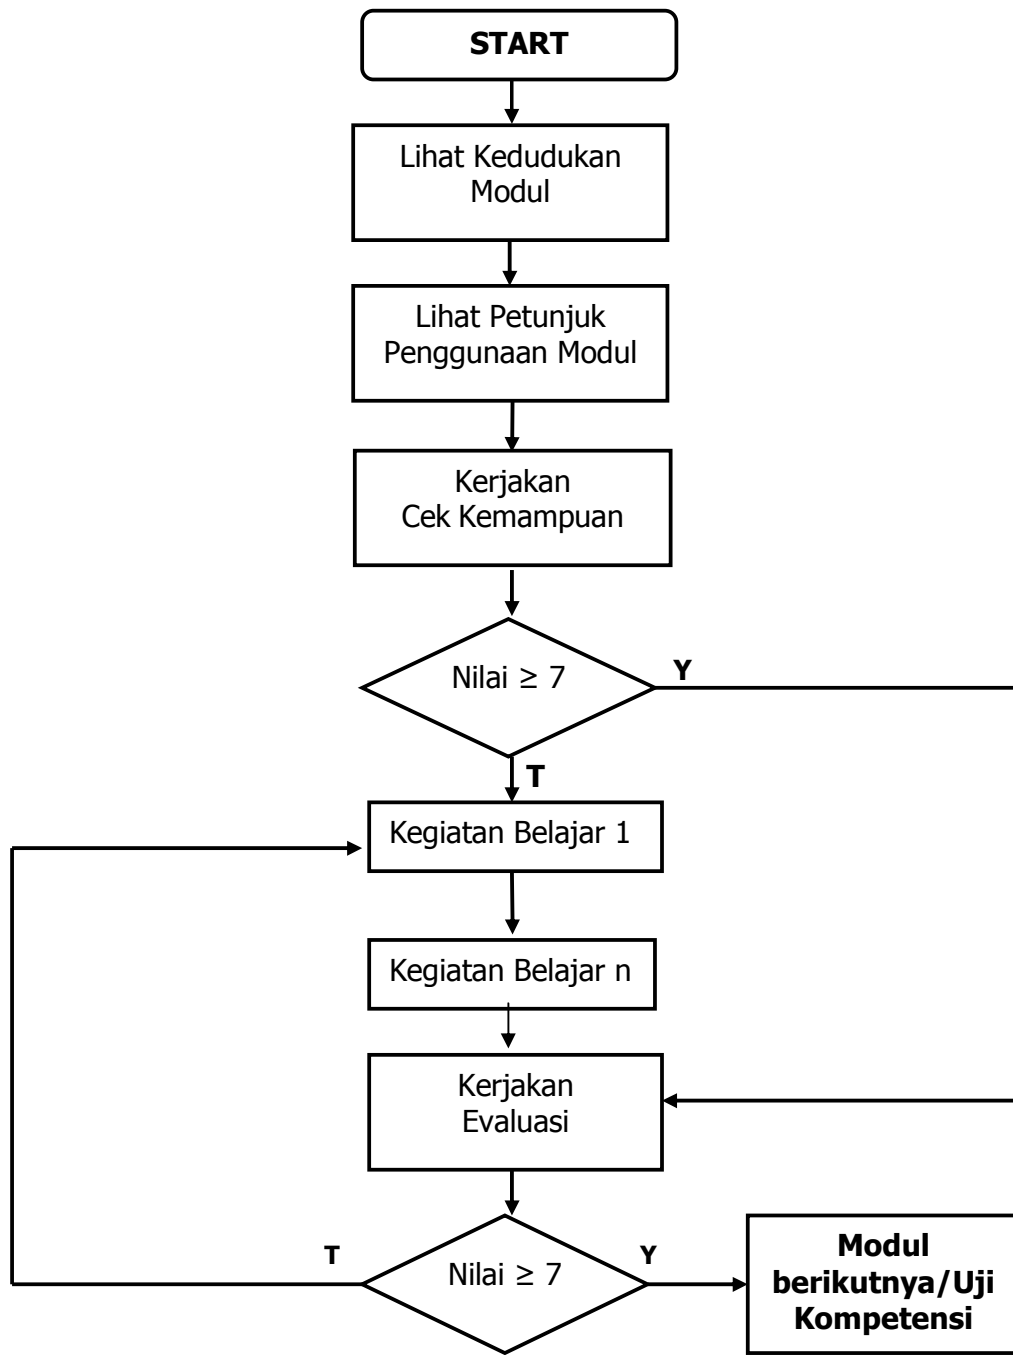 START
Lihat Kedudukan
Modul
Lihat Petunjuk
Penggunaan Modul
Kerjakan
Cek Kemampuan
Nilai ≥ 7
Y
T
Kegiatan Belajar 1
Kegiatan Belajar n
Kerjakan
Evaluasi
T
Nilai ≥ 7
Y
Modul
berikutnya/Uji
Kompetensi